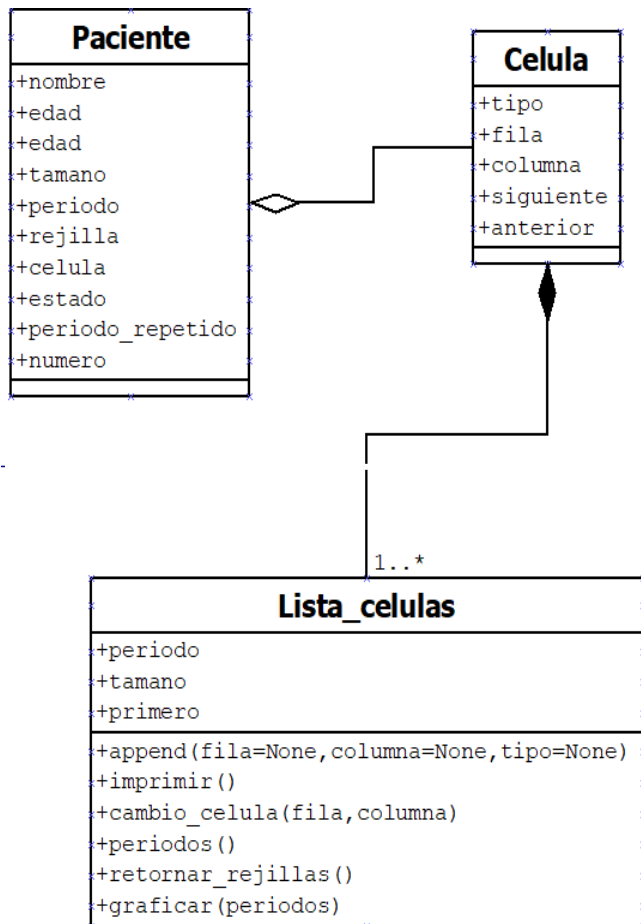 Paciente
+nombre
+edad
+edad
+tamano
+periodo
+rejilla
+celula
+estado
+periodo_repetido
+numero
Celula
+tipo
+fila
+columna
+siguiente
+anterior
1..*
Lista_celulas
+periodo
+tamano
+primero
+append(fila=None,columna=None,tipo=None)
+imprimir()
+cambio_celula(fila,columna)
+periodos()
+retornar_rejillas()
+graficar(periodos)